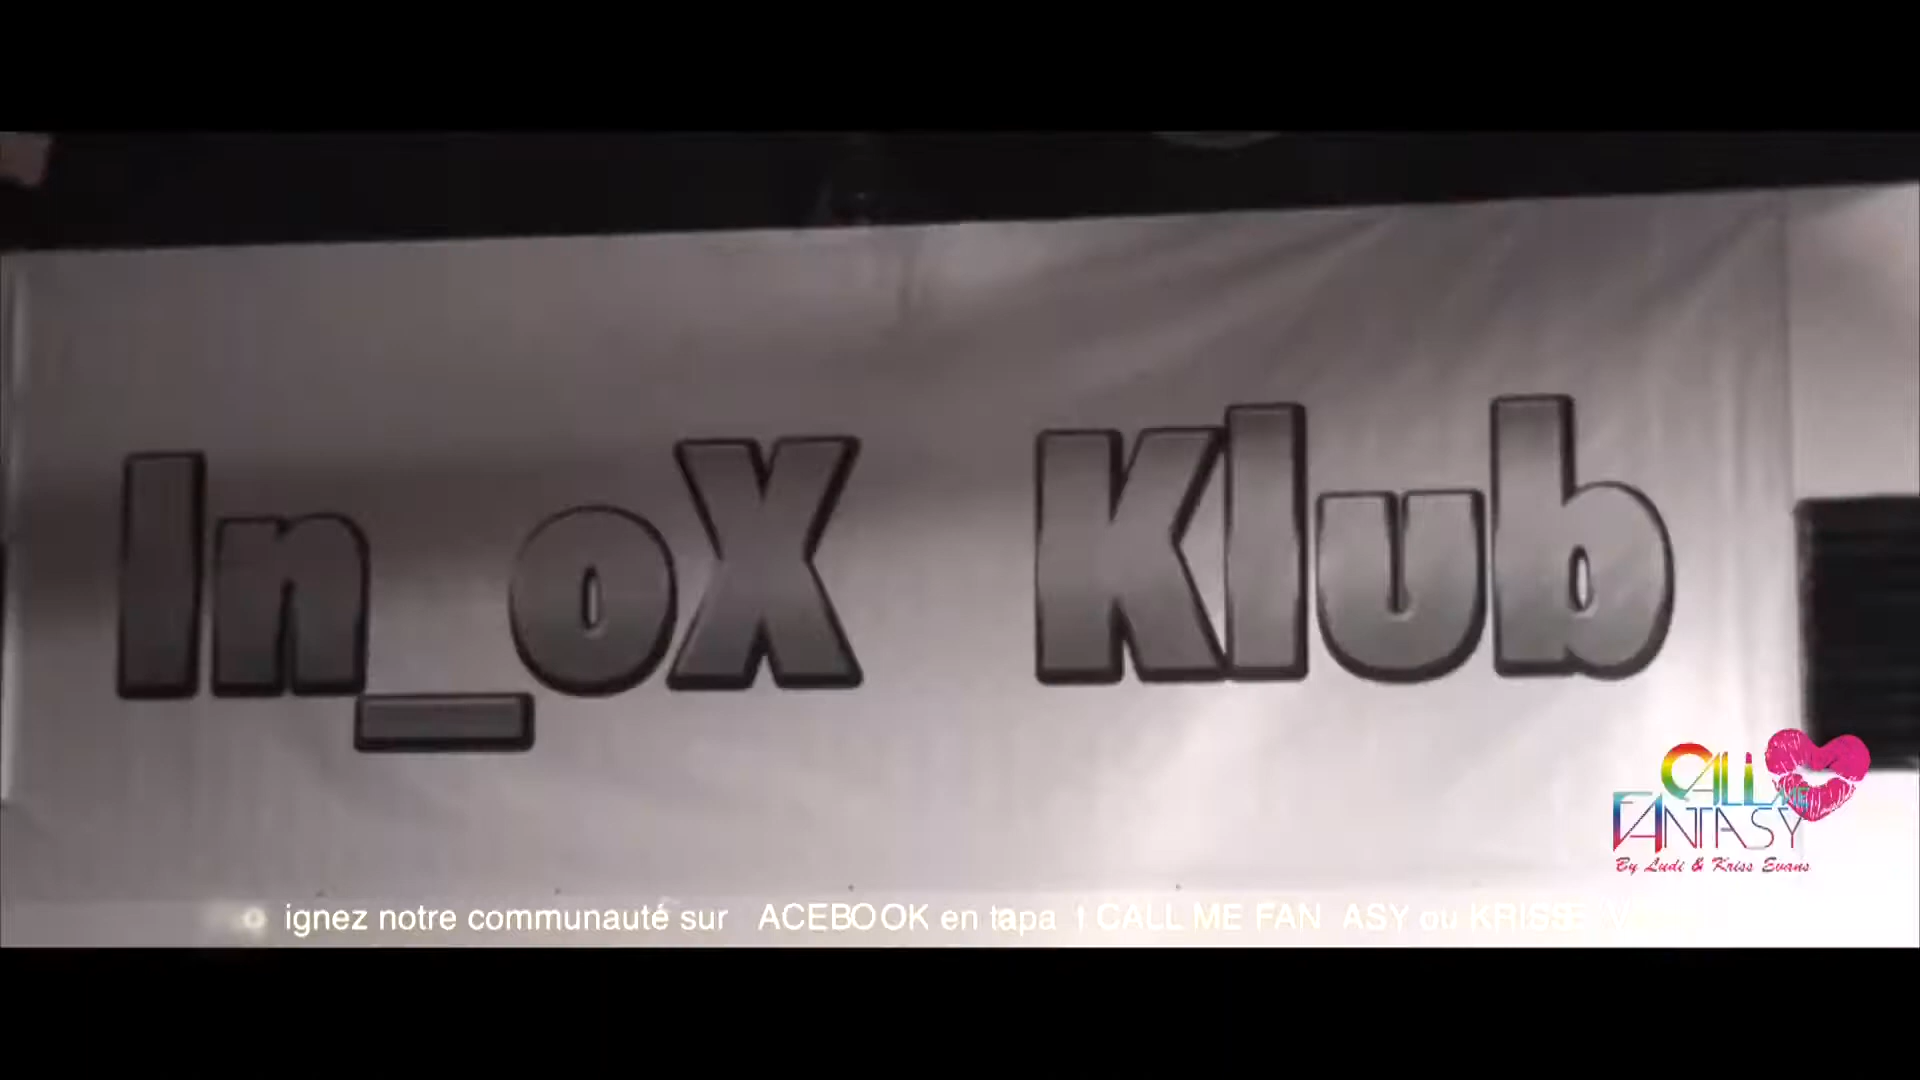 In_oX Klub
CALL ME
FANTASY
By Ludi & Kriss Evans
ignez notre communauté sur ACEBOOK en tapa t CALL ME FAN ASY ou KRISS